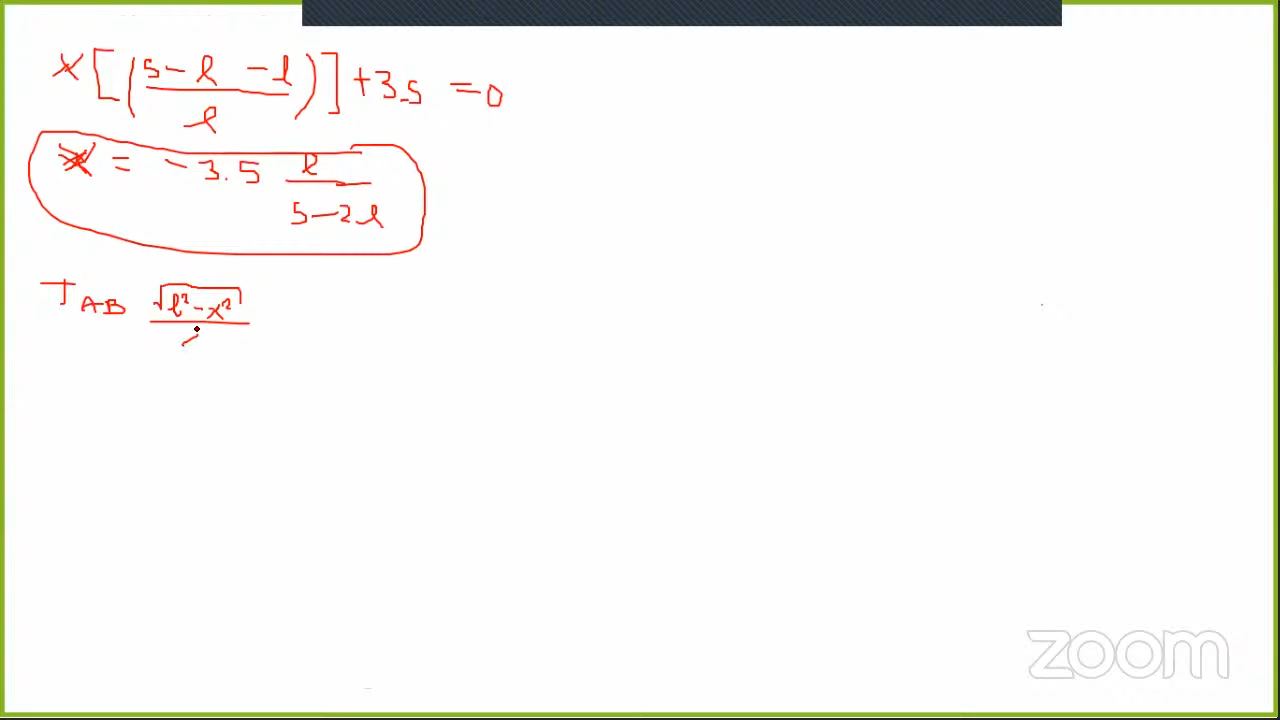 x [ ( (5 - l - l) / l ) ] + 3.5 = 0
x = - 3.5 l / (5 - 2l)
T_AB √(l² - x²) /
zoom